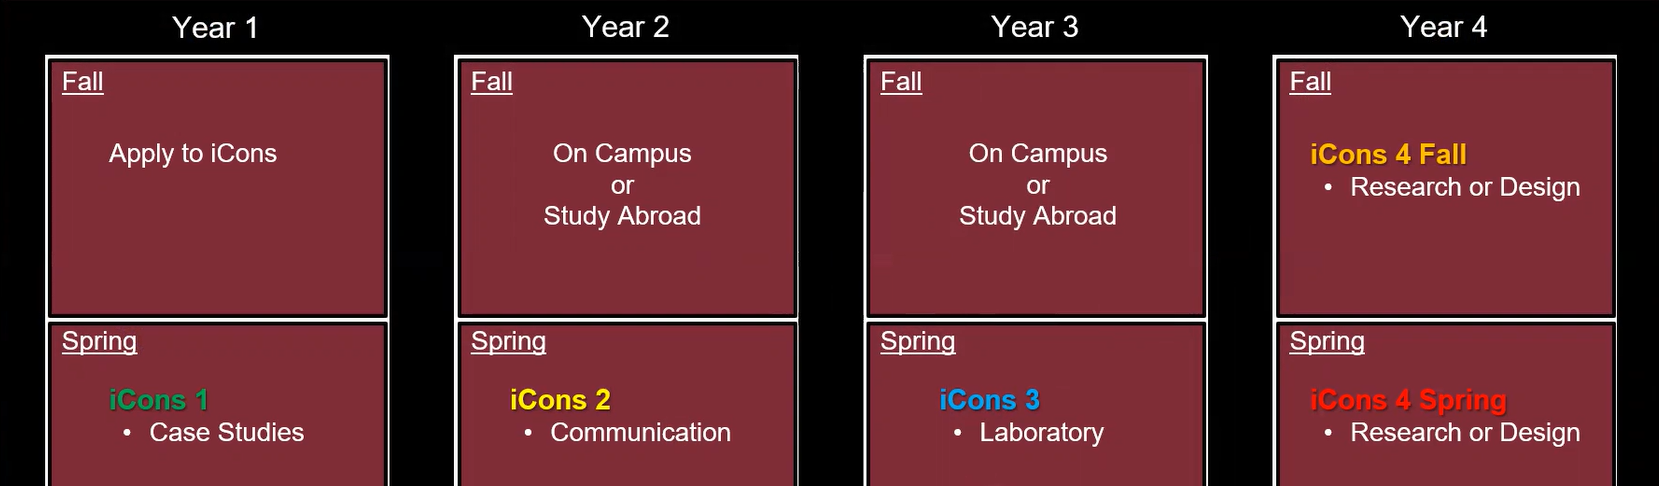 Year 1
Fall
Apply to iCons
Spring
iCons 1
• Case Studies
Year 2
Fall
On Campus
or
Study Abroad
Spring
iCons 2
• Communication
Year 3
Fall
On Campus
or
Study Abroad
Spring
iCons 3
• Laboratory
Year 4
Fall
iCons 4 Fall
• Research or Design
Spring
iCons 4 Spring
• Research or Design